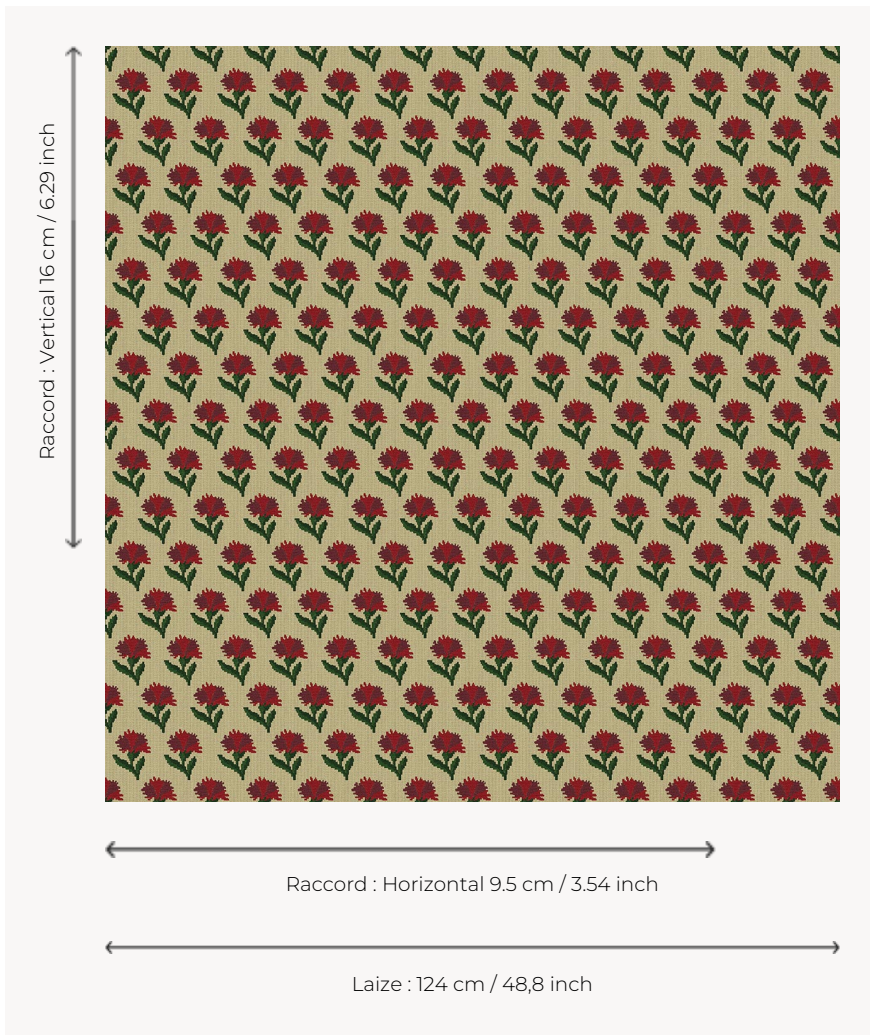 Raccord : Vertical 16 cm / 6.29 inch
Raccord : Horizontal 9.5 cm / 3.54 inch
Laize : 124 cm / 48,8 inch